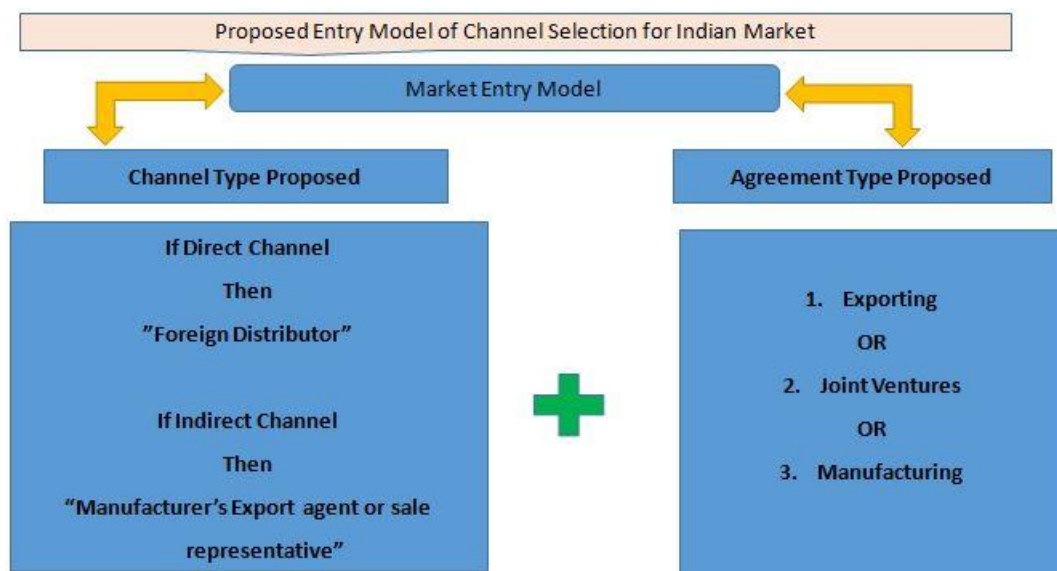 Proposed Entry Model of Channel Selection for Indian Market
Market Entry Model
Channel Type Proposed
If Direct Channel
Then
”Foreign Distributor”
If Indirect Channel
Then
“Manufacturer’s Export agent or sale
representative”
Agreement Type Proposed
1. Exporting
OR
2. Joint Ventures
OR
3. Manufacturing